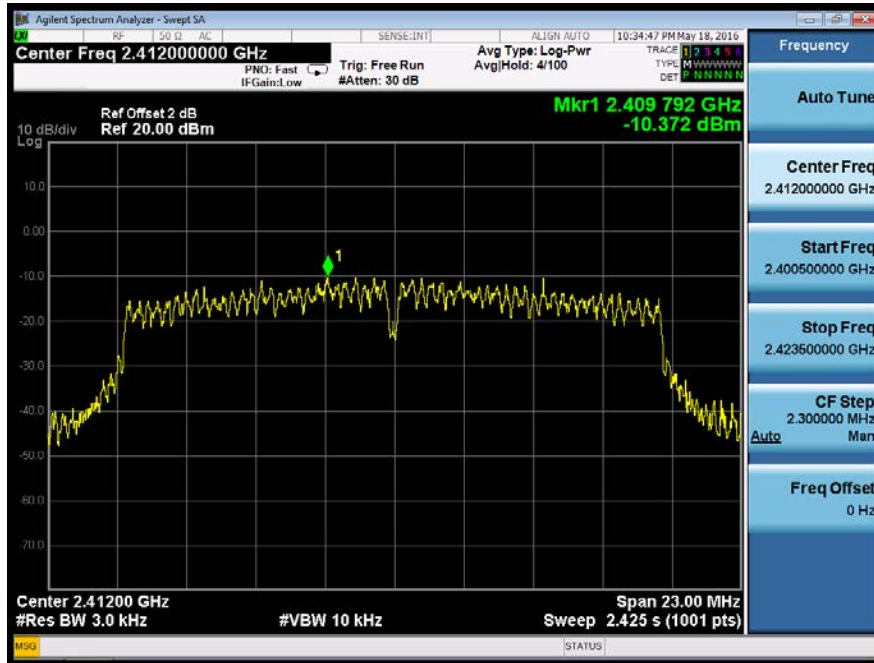 Agilent Spectrum Analyzer - Swept SA
RF 50 Ω AC SENSE:INT ALIGN AUTO 10:34:47 PM May 18, 2016
Center Freq 2.412000000 GHz
PNO: Fast
IFGain:Low
Trig: Free Run
#Atten: 30 dB
Avg Type: Log-Pwr
Avg|Hold: 4/100
TRACE 1 2 3 4 5 6
TYPE M WWWWW
DET P N N N N N
Mkr1 2.409 792 GHz
-10.372 dBm
Ref Offset 2 dB
10 dB/div Ref 20.00 dBm
Log
10.0
0.00
-10.0
-20.0
-30.0
-40.0
-50.0
-60.0
-70.0
1
Center 2.41200 GHz Span 23.00 MHz
#Res BW 3.0 kHz #VBW 10 kHz Sweep 2.425 s (1001 pts)
MSG STATUS
Frequency
Auto Tune
Center Freq
2.412000000 GHz
Start Freq
2.400500000 GHz
Stop Freq
2.423500000 GHz
CF Step
2.300000 MHz
Auto Man
Freq Offset
0 Hz